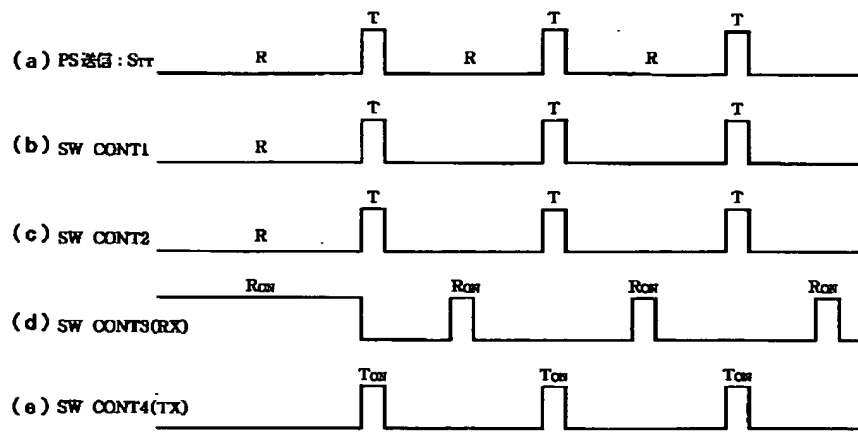 T T T
(a) PS送信：STT R R R
T T T
(b) SW CONT1 R
T T T
(c) SW CONT2 R
RON RON RON RON
(d) SW CONT3(RX)
TON TON TON
(e) SW CONT4(TX)